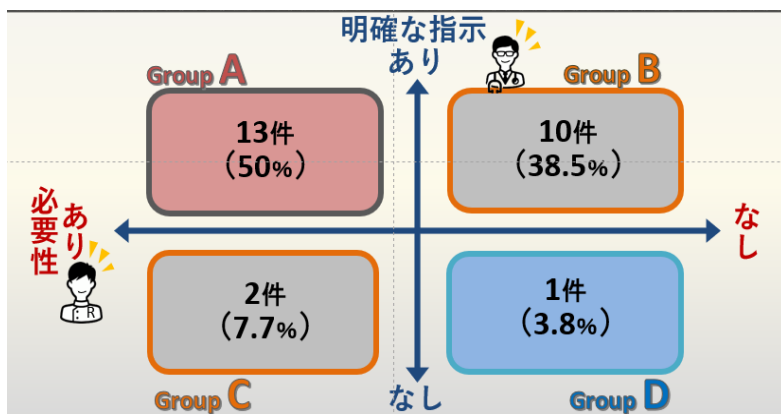 明確な指示
あり
Group A
Group B
13件
（50%）
10件
（38.5%）
必要性
あり
なし
R
2件
（7.7%）
1件
（3.8%）
Group C
なし
Group D